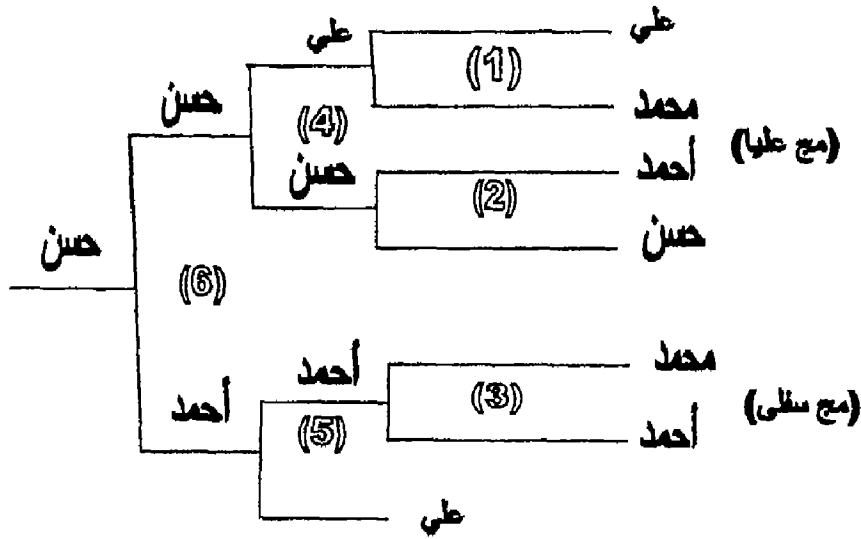 علي
علي
(1)
حسن
محمد
(4)
(مج عليا)
أحمد
حسن
(2)
حسن
حسن
(6)
محمد
أحمد
(3)
أحمد
(مج سفلى)
أحمد
(5)
علي